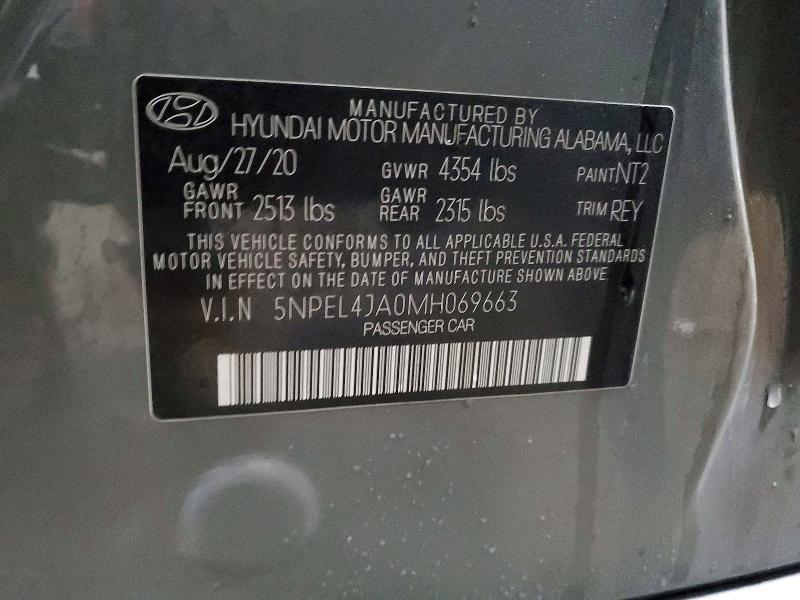 MANUFACTURED BY
HYUNDAI MOTOR MANUFACTURING ALABAMA, LLC
Aug/27/20 GVWR 4354 lbs PAINT NT2
GAWR FRONT 2513 lbs GAWR REAR 2315 lbs TRIM REY
THIS VEHICLE CONFORMS TO ALL APPLICABLE U.S.A. FEDERAL
MOTOR VEHICLE SAFETY, BUMPER, AND THEFT PREVENTION STANDARDS
IN EFFECT ON THE DATE OF MANUFACTURE SHOWN ABOVE.
V.I.N 5NPEL4JA0MH069663
PASSENGER CAR